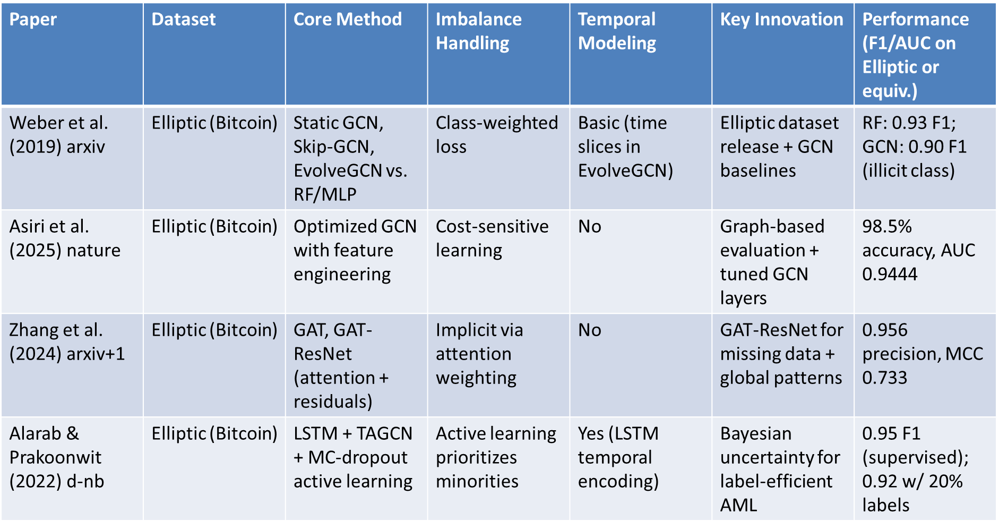 Paper
Dataset
Core Method
Imbalance
Handling
Temporal
Modeling
Key Innovation
Performance
(F1/AUC on
Elliptic or
equiv.)
Weber et al.
(2019) arxiv
Elliptic (Bitcoin)
Static GCN,
Skip-GCN,
EvolveGCN vs.
RF/MLP
Class-weighted
loss
Basic (time
slices in
EvolveGCN)
Elliptic dataset
release + GCN
baselines
RF: 0.93 F1;
GCN: 0.90 F1
(illicit class)
Asiri et al.
(2025) nature
Elliptic (Bitcoin)
Optimized GCN
with feature
engineering
Cost-sensitive
learning
No
Graph-based
evaluation +
tuned GCN
layers
98.5%
accuracy, AUC
0.9444
Zhang et al.
(2024) arxiv+1
Elliptic (Bitcoin)
GAT, GAT-
ResNet
(attention +
residuals)
Implicit via
attention
weighting
No
GAT-ResNet for
missing data +
global patterns
0.956
precision, MCC
0.733
Alarab &
Prakoonwit
(2022) d-nb
Elliptic (Bitcoin)
LSTM + TAGCN
+ MC-dropout
active learning
Active learning
prioritizes
minorities
Yes (LSTM
temporal
encoding)
Bayesian
uncertainty for
label-efficient
AML
0.95 F1
(supervised);
0.92 w/ 20%
labels